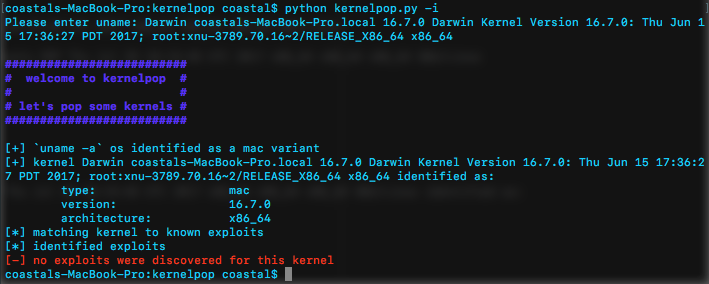 coastals-MacBook-Pro:kernelpop coastal$ python kernelpop.py -i
Please enter uname: Darwin coastals-MacBook-Pro.local 16.7.0 Darwin Kernel Version 16.7.0: Thu Jun 1
5 17:36:27 PDT 2017; root:xnu-3789.70.16~2/RELEASE_X86_64 x86_64
##########################
#  welcome to kernelpop  #
#                        #
# let's pop some kernels #
##########################
[+] `uname -a` os identified as a mac variant
[+] kernel Darwin coastals-MacBook-Pro.local 16.7.0 Darwin Kernel Version 16.7.0: Thu Jun 15 17:36:2
7 PDT 2017; root:xnu-3789.70.16~2/RELEASE_X86_64 x86_64 identified as:
type: mac
version: 16.7.0
architecture: x86_64
[*] matching kernel to known exploits
[*] identified exploits
[-] no exploits were discovered for this kernel
coastals-MacBook-Pro:kernelpop coastal$